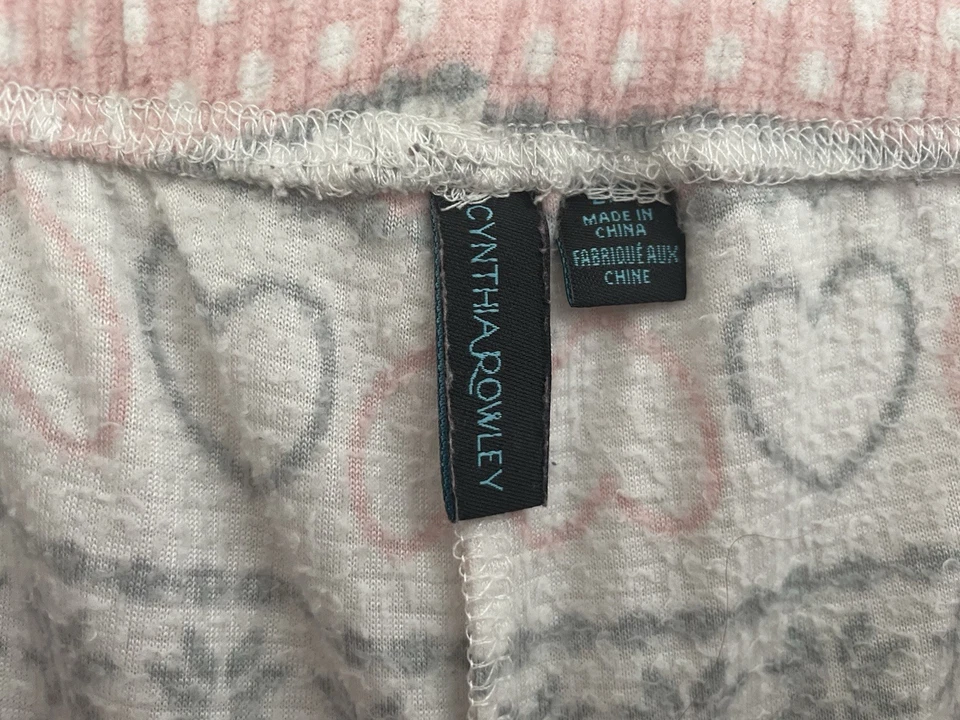 CYNTHIA ROWLEY
MADE IN
CHINA
FABRIQUÉ AUX
CHINE